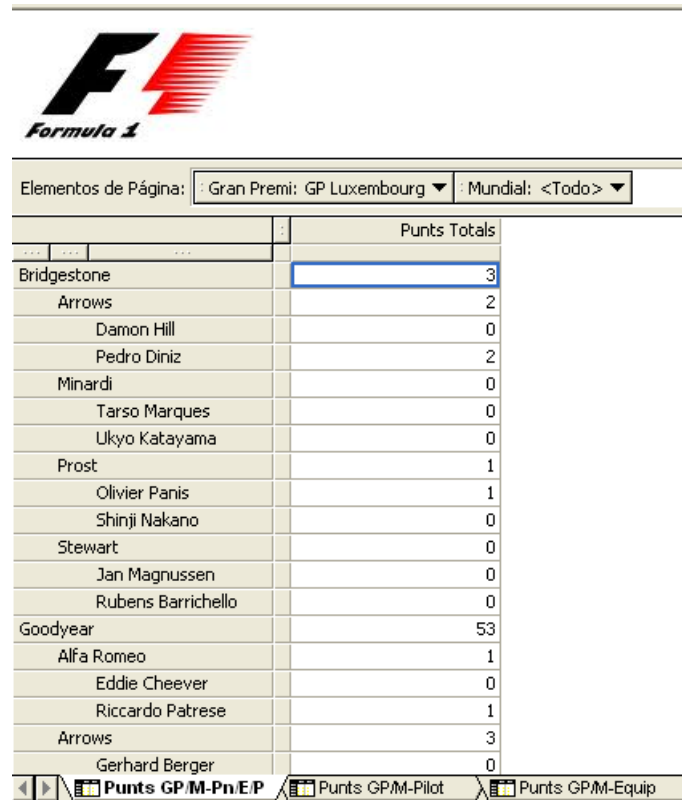 Formula 1
Elementos de Página: Gran Premi: GP Luxembourg Mundial: <Todo>
Punts Totals
... ... ...
Bridgestone 3
Arrows 2
Damon Hill 0
Pedro Diniz 2
Minardi 0
Tarso Marques 0
Ukyo Katayama 0
Prost 1
Olivier Panis 1
Shinji Nakano 0
Stewart 0
Jan Magnussen 0
Rubens Barrichello 0
Goodyear 53
Alfa Romeo 1
Eddie Cheever 0
Riccardo Patrese 1
Arrows 3
Gerhard Berger 0
Punts GP/M-Pn/E/P Punts GP/M-Pilot Punts GP/M-Equip